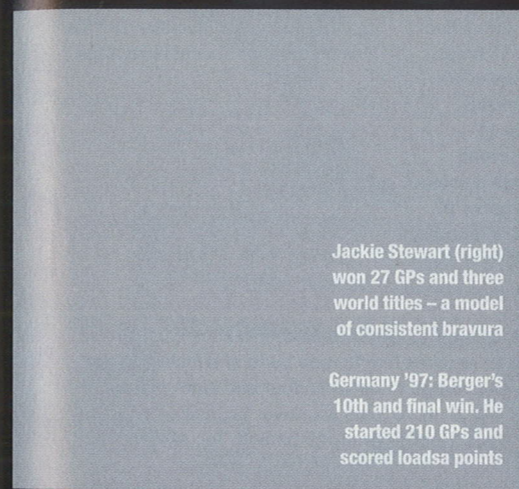 Jackie Stewart (right)
won 27 GPs and three
world titles – a model
of consistent bravura
Germany ’97: Berger’s
10th and final win. He
started 210 GPs and
scored loadsa points